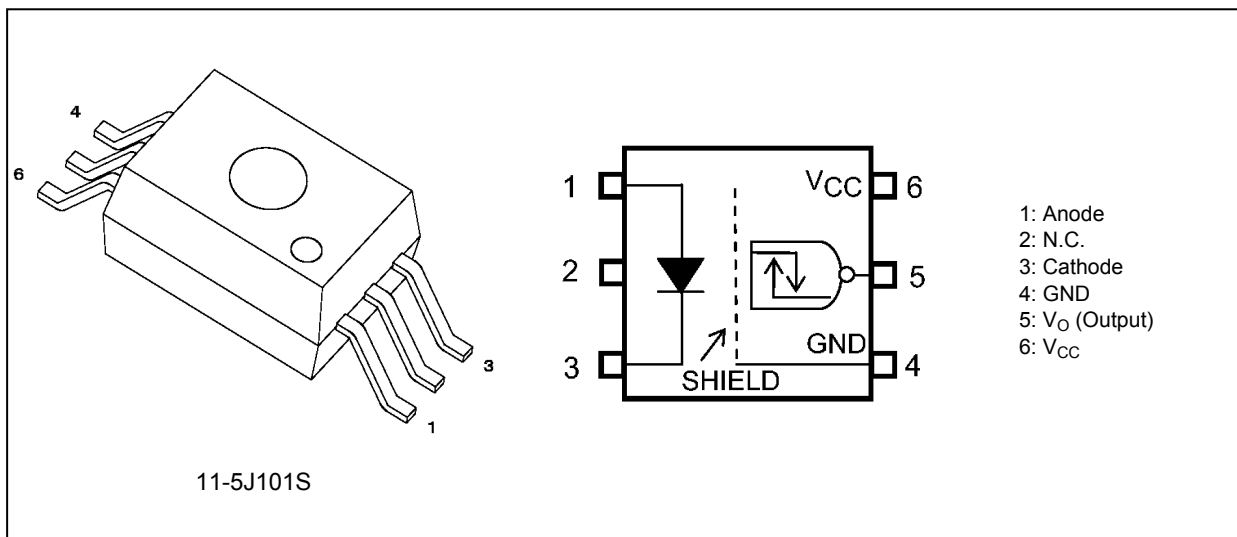 4
6
3
1
11-5J101S
1
2
3
VCC
6
5
GND
4
SHIELD
1: Anode
2: N.C.
3: Cathode
4: GND
5: VO (Output)
6: VCC